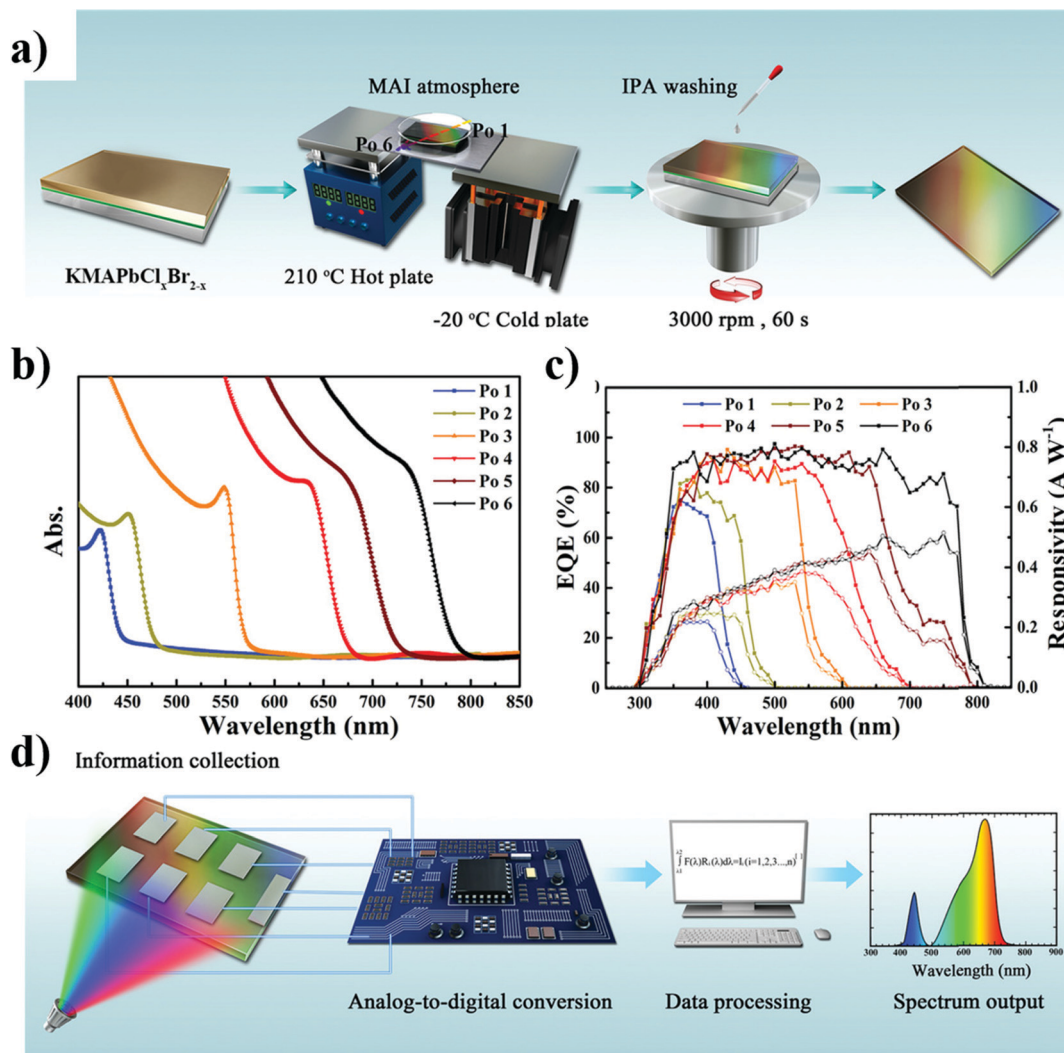 a)
MAI atmosphere
IPA washing
Po 1
Po 6
KMAPbClₓBr₂₋ₓ
210 °C Hot plate
-20 °C Cold plate
3000 rpm , 60 s
b)
Po 1
Po 2
Po 3
Po 4
Po 5
Po 6
Abs.
400 450 500 550 600 650 700 750 800 850
Wavelength (nm)
c)
Po 1 Po 2 Po 3
Po 4 Po 5 Po 6
EQE (%)
100
80
60
40
20
0
1.0
0.8
0.6
0.4
0.2
0.0
Responsivity (A W⁻¹)
300 400 500 600 700 800
Wavelength (nm)
d)
Information collection
Analog-to-digital conversion
Data processing
300 400 500 600 700 800 900
Wavelength (nm)
Spectrum output